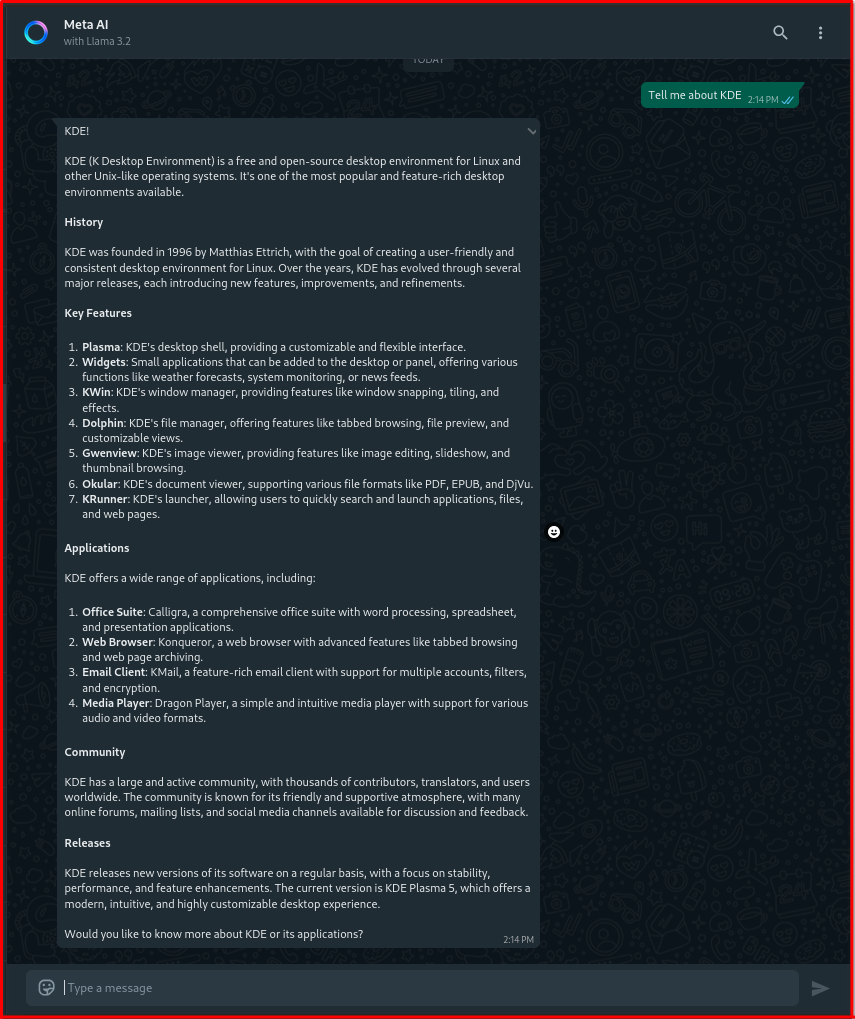 Meta AI
with Llama 3.2
TODAY
Tell me about KDE 2:14 PM
KDE!
KDE (K Desktop Environment) is a free and open-source desktop environment for Linux and
other Unix-like operating systems. It's one of the most popular and feature-rich desktop
environments available.
History
KDE was founded in 1996 by Matthias Ettrich, with the goal of creating a user-friendly and
consistent desktop environment for Linux. Over the years, KDE has evolved through several
major releases, each introducing new features, improvements, and refinements.
Key Features
1. Plasma: KDE's desktop shell, providing a customizable and flexible interface.
2. Widgets: Small applications that can be added to the desktop or panel, offering various
functions like weather forecasts, system monitoring, or news feeds.
3. KWin: KDE's window manager, providing features like window snapping, tiling, and
effects.
4. Dolphin: KDE's file manager, offering features like tabbed browsing, file preview, and
customizable views.
5. Gwenview: KDE's image viewer, providing features like image editing, slideshow, and
thumbnail browsing.
6. Okular: KDE's document viewer, supporting various file formats like PDF, EPUB, and DjVu.
7. KRunner: KDE's launcher, allowing users to quickly search and launch applications, files,
and web pages.
Applications
KDE offers a wide range of applications, including:
1. Office Suite: Calligra, a comprehensive office suite with word processing, spreadsheet,
and presentation applications.
2. Web Browser: Konqueror, a web browser with advanced features like tabbed browsing
and web page archiving.
3. Email Client: KMail, a feature-rich email client with support for multiple accounts, filters,
and encryption.
4. Media Player: Dragon Player, a simple and intuitive media player with support for various
audio and video formats.
Community
KDE has a large and active community, with thousands of contributors, translators, and users
worldwide. The community is known for its friendly and supportive atmosphere, with many
online forums, mailing lists, and social media channels available for discussion and feedback.
Releases
KDE releases new versions of its software on a regular basis, with a focus on stability,
performance, and feature enhancements. The current version is KDE Plasma 5, which offers a
modern, intuitive, and highly customizable desktop experience.
Would you like to know more about KDE or its applications?
2:14 PM
Type a message